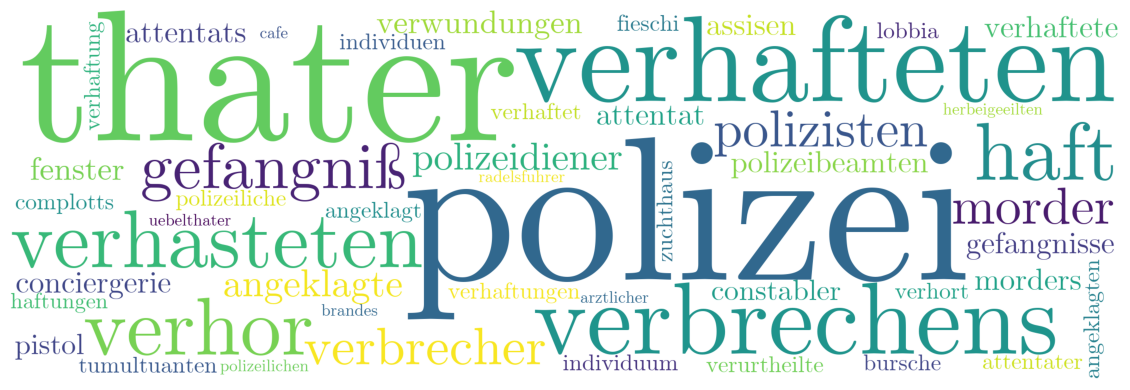 verwundungen fieschi assisen lobbia verhaftete
attentats cafe individuen
thater verhaftung verhafteten
verhaftet attentat herbeigeeilten
polizisten haft
fenster gefangniß polizeidiener polizeibeamten
polizeiliche radelsfuhrer zuchthaus
complotts uebelthater angeklagt morder
verhasteten polizei gefangnisse
conciergerie angeklagte verhaftungen arztlicher constabler verhort morders
haftungen brandes angeklagten
verhor verbrechens
pistol verbrecher
tumultuanten polizeilichen individuum verurtheilte bursche attentater